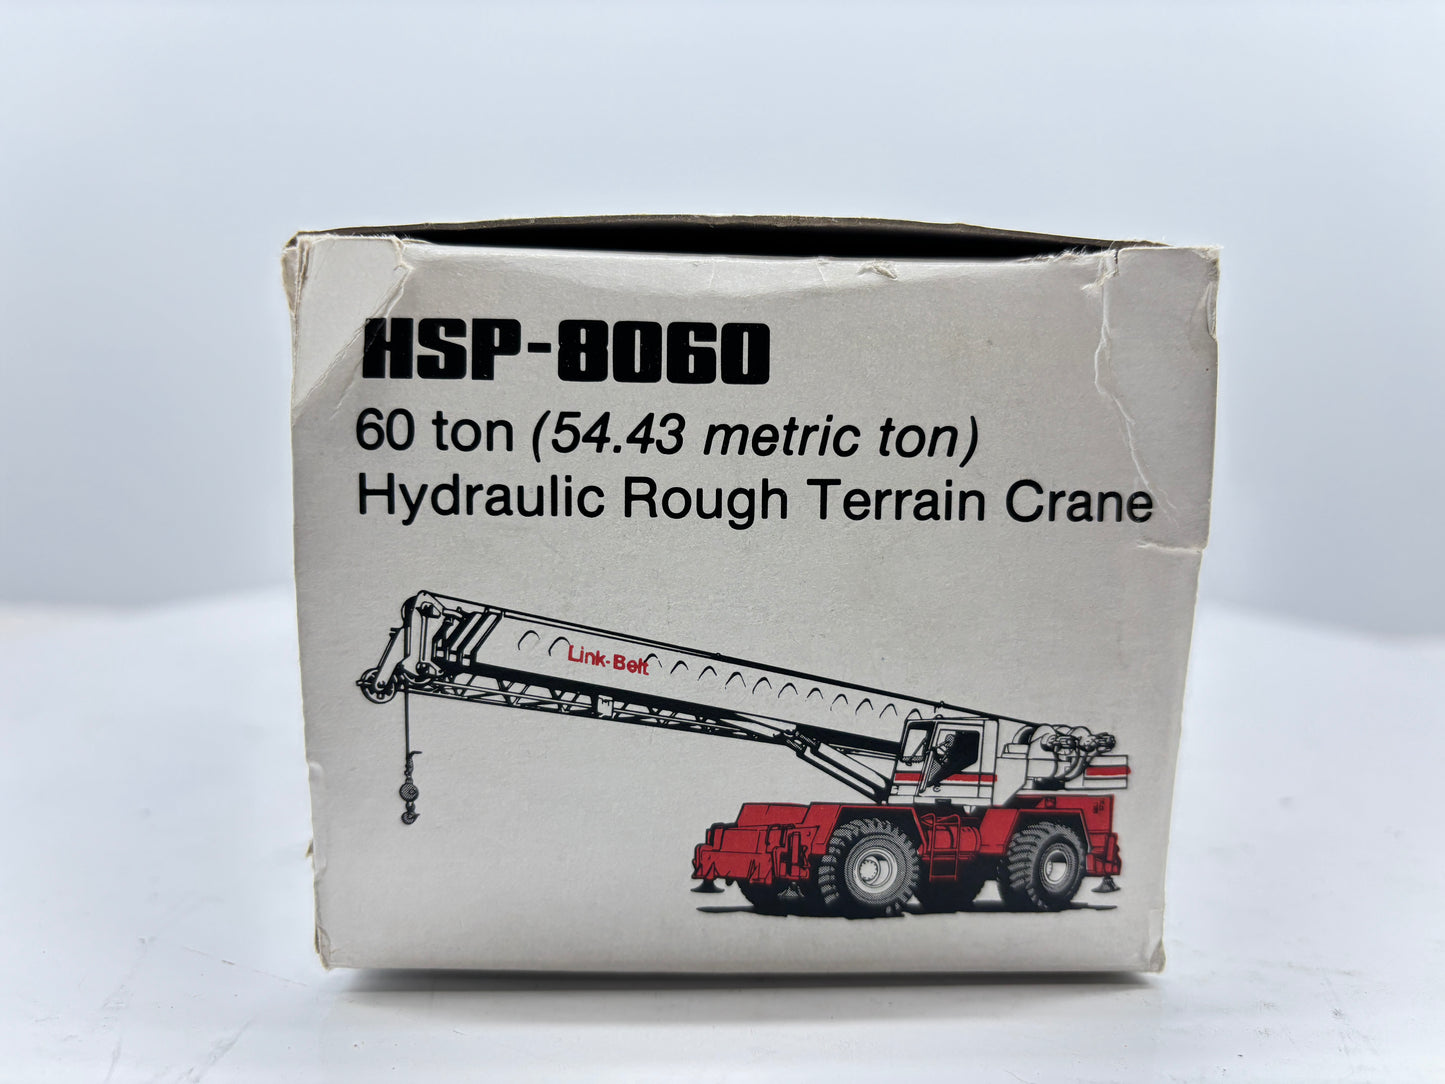 HSP-8060
60 ton (54.43 metric ton)
Hydraulic Rough Terrain Crane
Link-Belt